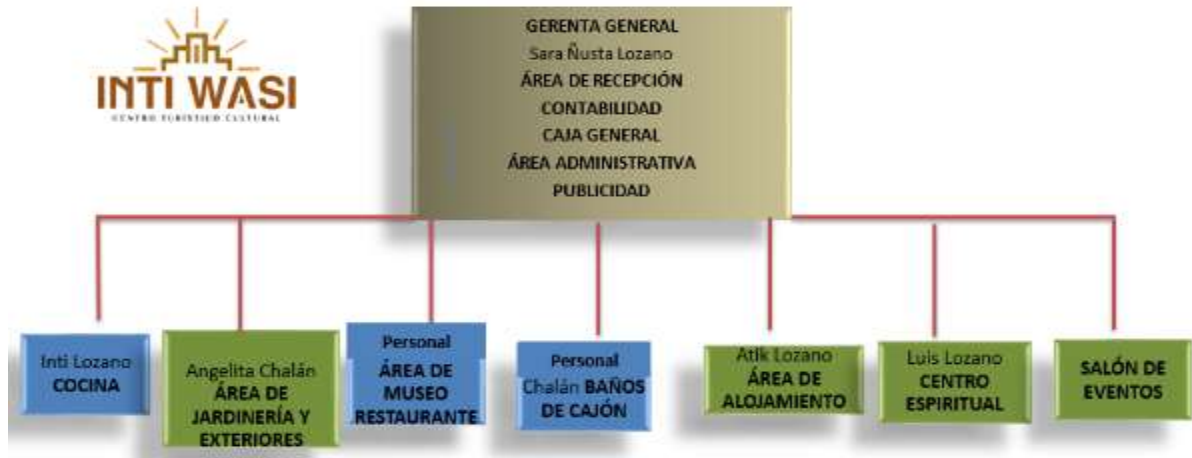 INTI WASI
CENTRO TURÍSTICO CULTURAL
GERENTA GENERAL
Sara Ñusta Lozano
ÁREA DE RECEPCIÓN
CONTABILIDAD
CAJA GENERAL
ÁREA ADMINISTRATIVA
PUBLICIDAD
Inti Lozano
COCINA
Angelita Chalán
ÁREA DE
JARDINERÍA Y
EXTERIORES
Personal
ÁREA DE
MUSEO
RESTAURANTE
Personal
Chalán BAÑOS
DE CAJÓN
Atik Lozano
ÁREA DE
ALOJAMIENTO
Luis Lozano
CENTRO
ESPIRITUAL
SALÓN DE
EVENTOS